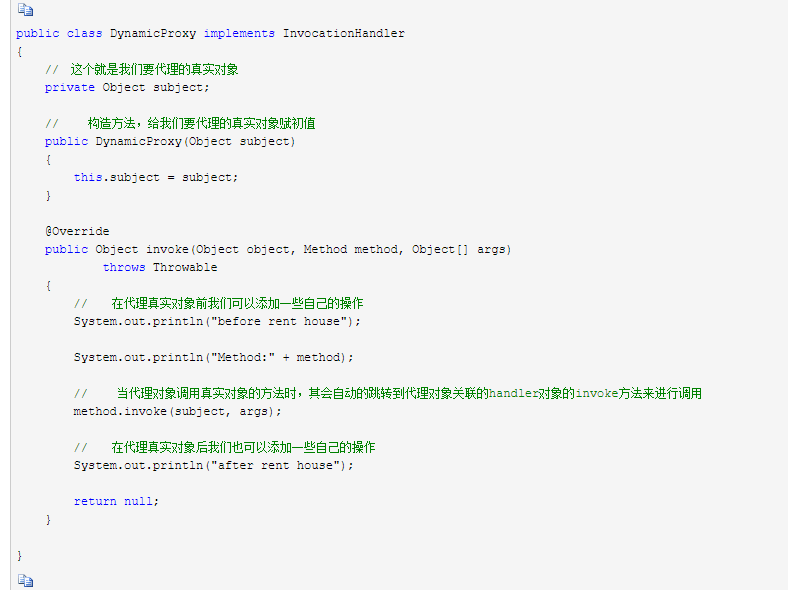 public class DynamicProxy implements InvocationHandler
{
    //　这个就是我们要代理的真实对象
    private Object subject;
    //    构造方法，给我们要代理的真实对象赋初值
    public DynamicProxy(Object subject)
    {
        this.subject = subject;
    }
    @Override
    public Object invoke(Object object, Method method, Object[] args)
            throws Throwable
    {
        //　　在代理真实对象前我们可以添加一些自己的操作
        System.out.println("before rent house");
        System.out.println("Method:" + method);
        //    当代理对象调用真实对象的方法时，其会自动的跳转到代理对象关联的handler对象的invoke方法来进行调用
        method.invoke(subject, args);
        //　　在代理真实对象后我们也可以添加一些自己的操作
        System.out.println("after rent house");
        return null;
    }
}